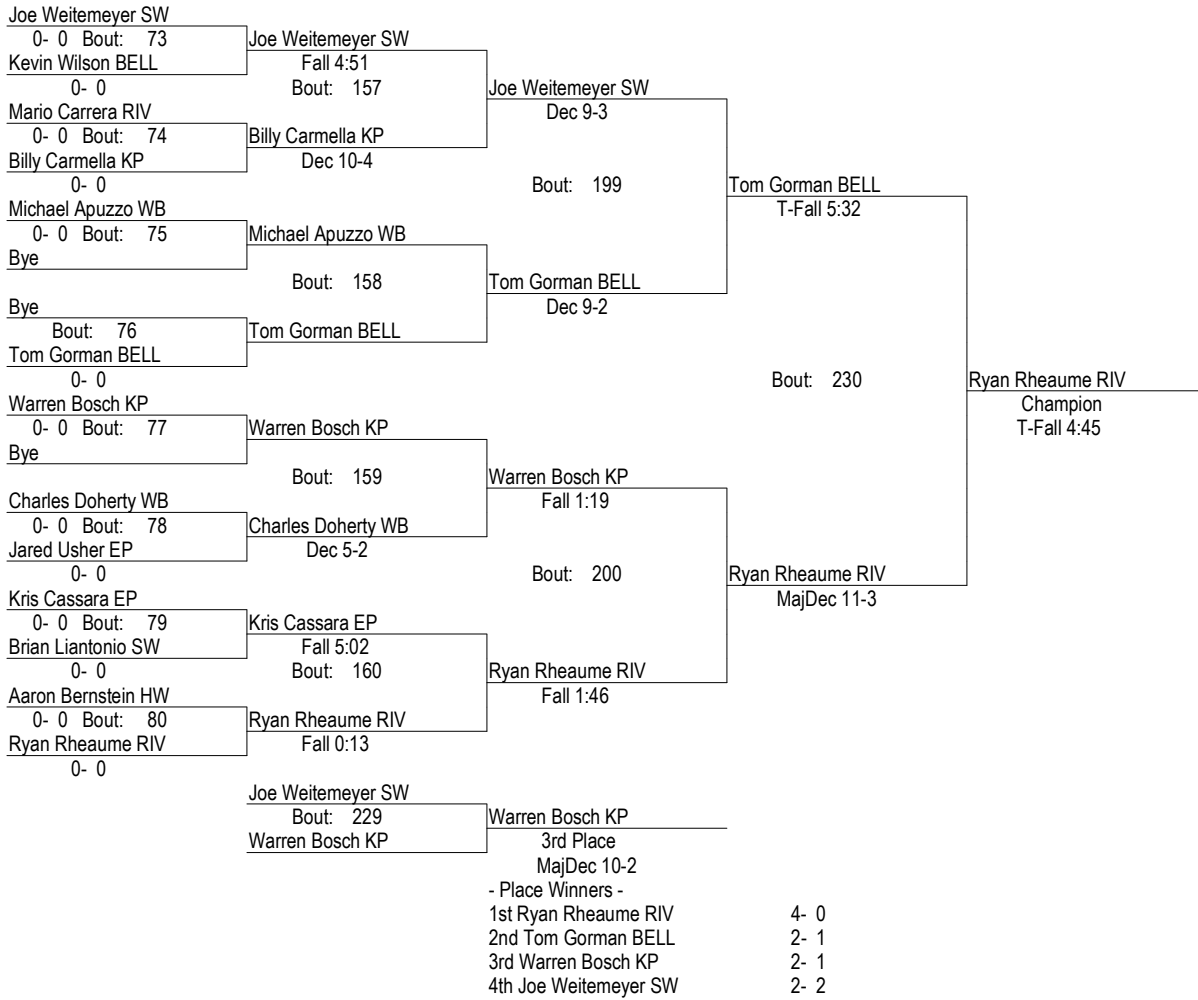 Joe Weitemeyer SW
0- 0 Bout: 73
Joe Weitemeyer SW
Kevin Wilson BELL
Fall 4:51
0- 0
Bout: 157
Joe Weitemeyer SW
Mario Carrera RIV
Dec 9-3
0- 0 Bout: 74
Billy Carmella KP
Billy Carmella KP
Dec 10-4
0- 0
Bout: 199
Tom Gorman BELL
Michael Apuzzo WB
T-Fall 5:32
0- 0 Bout: 75
Michael Apuzzo WB
Bye
Bout: 158
Tom Gorman BELL
Bye
Dec 9-2
Bout: 76
Tom Gorman BELL
Tom Gorman BELL
0- 0
Bout: 230
Ryan Rheaume RIV
Warren Bosch KP
Champion
0- 0 Bout: 77
Warren Bosch KP
T-Fall 4:45
Bye
Bout: 159
Warren Bosch KP
Charles Doherty WB
Fall 1:19
0- 0 Bout: 78
Charles Doherty WB
Jared Usher EP
Dec 5-2
0- 0
Bout: 200
Ryan Rheaume RIV
Kris Cassara EP
MajDec 11-3
0- 0 Bout: 79
Kris Cassara EP
Brian Liantonio SW
Fall 5:02
0- 0
Bout: 160
Ryan Rheaume RIV
Aaron Bernstein HW
Fall 1:46
0- 0 Bout: 80
Ryan Rheaume RIV
Ryan Rheaume RIV
Fall 0:13
0- 0
Joe Weitemeyer SW
Bout: 229
Warren Bosch KP
Warren Bosch KP
3rd Place
MajDec 10-2
- Place Winners -
1st Ryan Rheaume RIV 4- 0
2nd Tom Gorman BELL 2- 1
3rd Warren Bosch KP 2- 1
4th Joe Weitemeyer SW 2- 2